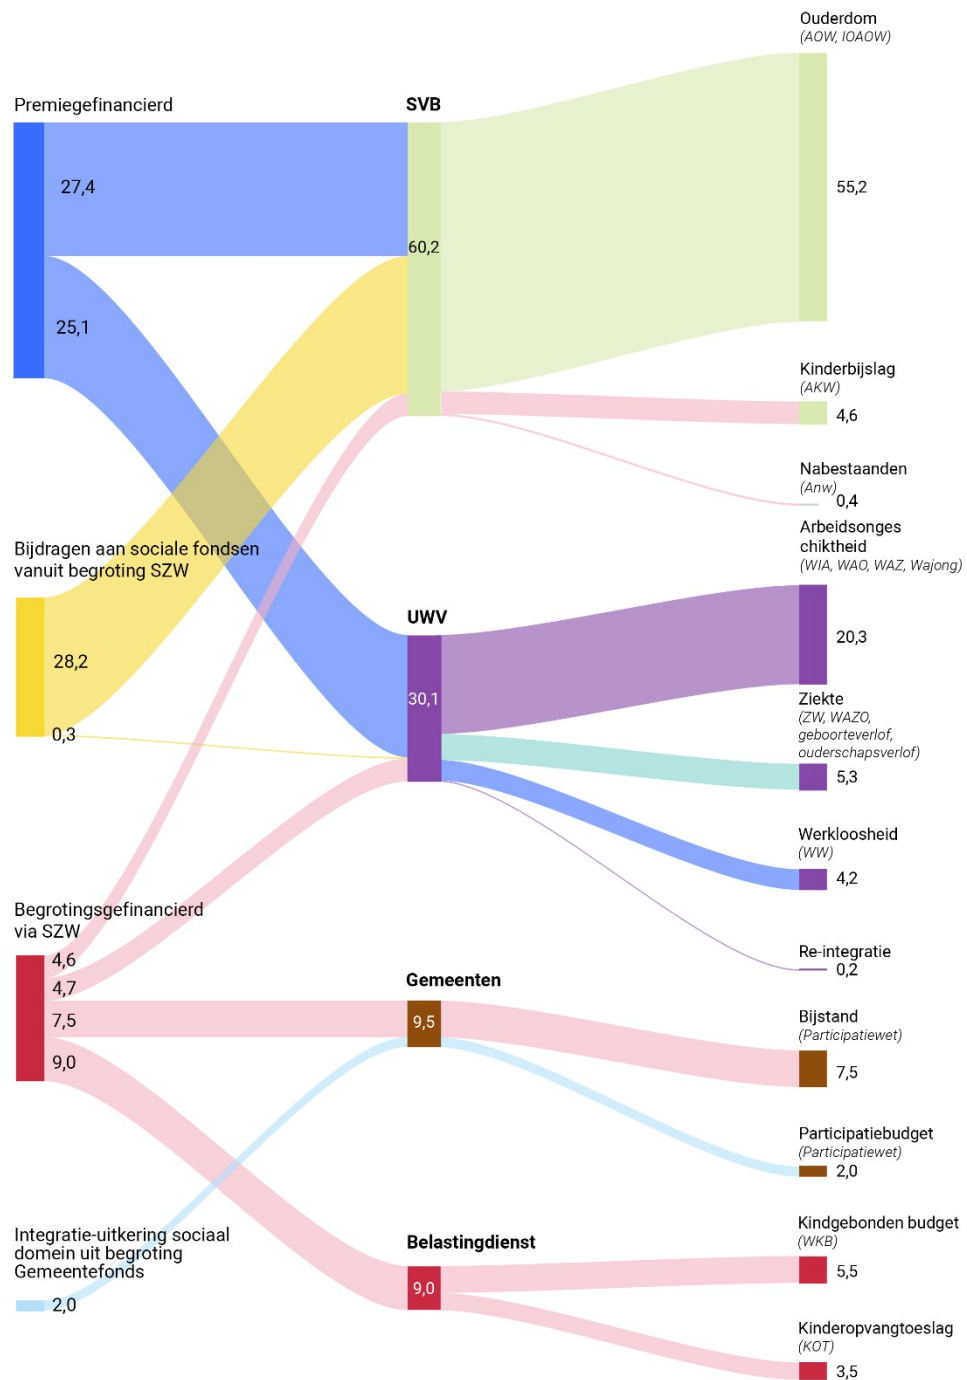 Premiegefinancierd
27,4
25,1
Bijdragen aan sociale fondsen
vanuit begroting SZW
28,2
0,3
Begrotingsgefinancierd
via SZW
4,6
4,7
7,5
9,0
Integratie-uitkering sociaal
domein uit begroting
Gemeentefonds
2,0
SVB
60,2
UWV
30,1
Gemeenten
9,5
Belastingdienst
9,0
Ouderdom
(AOW, IOAOW)
55,2
Kinderbijslag
(AKW)
4,6
Nabestaanden
(Anw)
0,4
Arbeidsonges
chiktheid
(WIA, WAO, WAZ, Wajong)
20,3
Ziekte
(ZW, WAZO,
geboorteverlof,
ouderschapsverlof)
5,3
Werkloosheid
(WW)
4,2
Re-integratie
0,2
Bijstand
(Participatiewet)
7,5
Participatiebudget
(Participatiewet)
2,0
Kindgebonden budget
(WKB)
5,5
Kinderopvangtoeslag
(KOT)
3,5